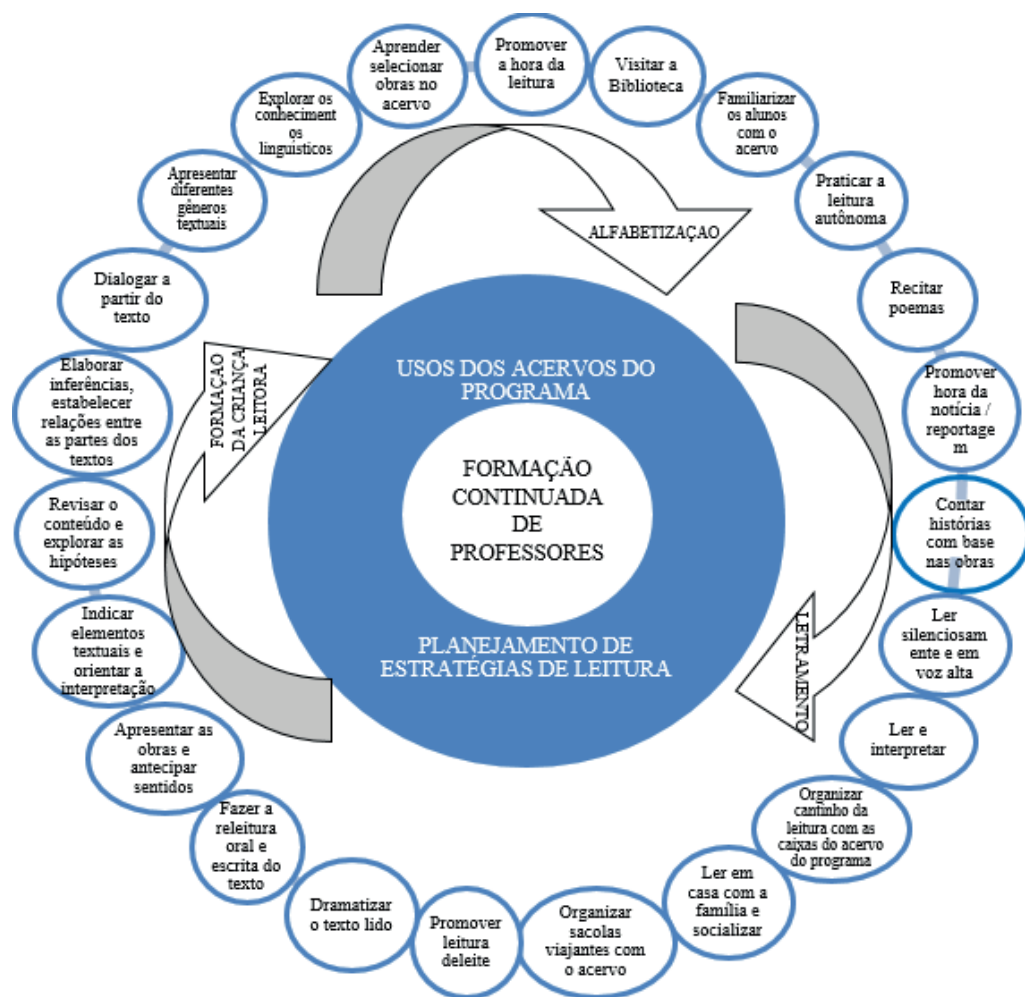 Promover
a hora da
leitura
Visitar a
Biblioteca
Familiarizar
os alunos
com o
acervo
Praticar a
leitura
autônoma
Recitar
poemas
Promover
hora da
notícia /
reportage
m
Contar
histórias
com base
nas obras
Ler
silenciosam
ente e em
voz alta
Ler e
interpretar
Organizar
cantinho da
leitura com as
caixas do acervo
do programa
Ler em
casa com a
família e
socializar
Organizar
sacolas
viajantes com
o acervo
Promover
leitura
deleite
Dramatizar
o texto lido
Fazer a
releitura
oral e
escrita do
texto
Apresentar as
obras e
antecipar
sentidos
Indicar
elementos
textuais e
orientar a
interpretação
Revisar o
conteúdo e
explorar as
hipóteses
Elaborar
inferências,
estabelecer
relações entre
as partes dos
textos
Dialogar a
partir do
texto
Apresentar
diferentes
gêneros
textuais
Explorar os
conheciment
os
linguísticos
Aprender
selecionar
obras no
acervo
ALFABETIZAÇAO
LETRAMENTO
FORMAÇAO
DA CRIANÇA
LEITORA
USOS DOS ACERVOS DO
PROGRAMA
FORMAÇÃO
CONTINUADA
DE
PROFESSORES
PLANEJAMENTO DE
ESTRATÉGIAS DE LEITURA